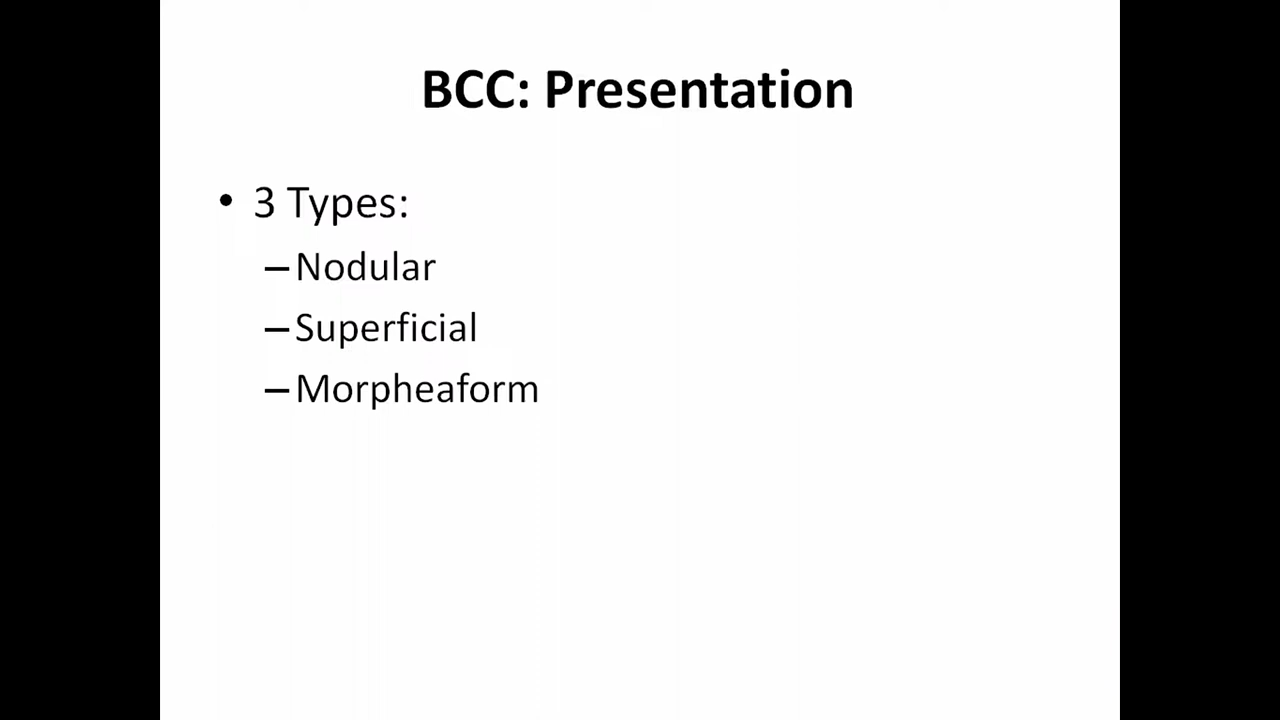 BCC: Presentation
• 3 Types:
–Nodular
–Superficial
–Morpheaform